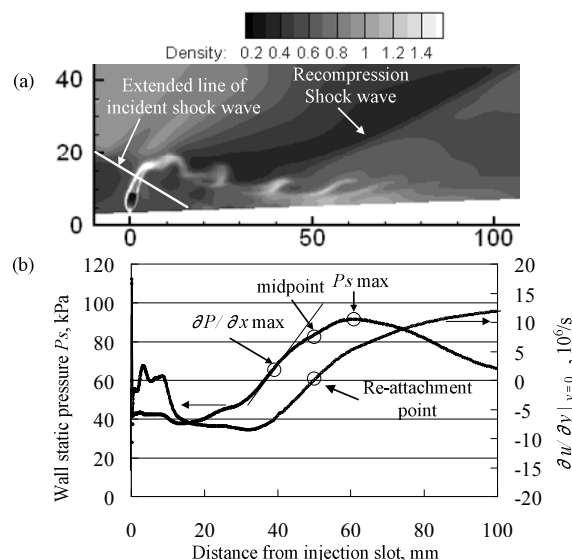 Density: 0.2 0.4 0.6 0.8 1 1.2 1.4
(a)
40
20
0
Extended line of
incident shock wave
Recompression
Shock wave
0 50 100
(b)
Wall static pressure Ps, kPa
120
100
80
60
40
20
0
∂P/∂x max
midpoint
Ps max
Re-attachment
point
20
15
10
5
0
-5
-10
-15
-20
∂u/∂y|y=0, 10⁶/s
0 20 40 60 80 100
Distance from injection slot, mm